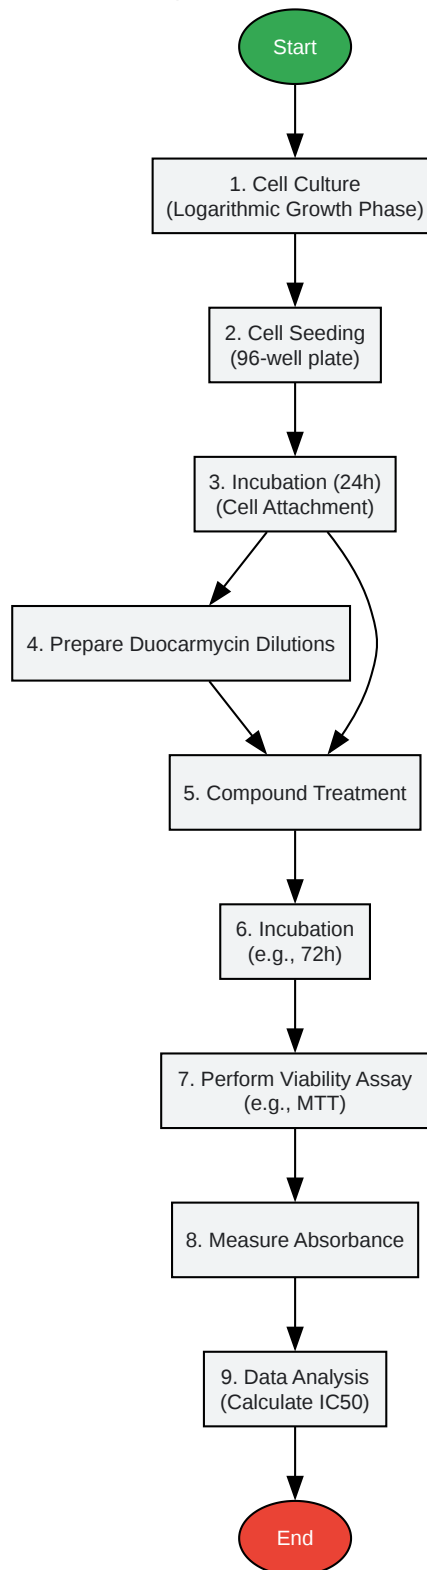 Start
1. Cell Culture
(Logarithmic Growth Phase)
2. Cell Seeding
(96-well plate)
3. Incubation (24h)
(Cell Attachment)
4. Prepare Duocarmycin Dilutions
5. Compound Treatment
6. Incubation
(e.g., 72h)
7. Perform Viability Assay
(e.g., MTT)
8. Measure Absorbance
9. Data Analysis
(Calculate IC50)
End